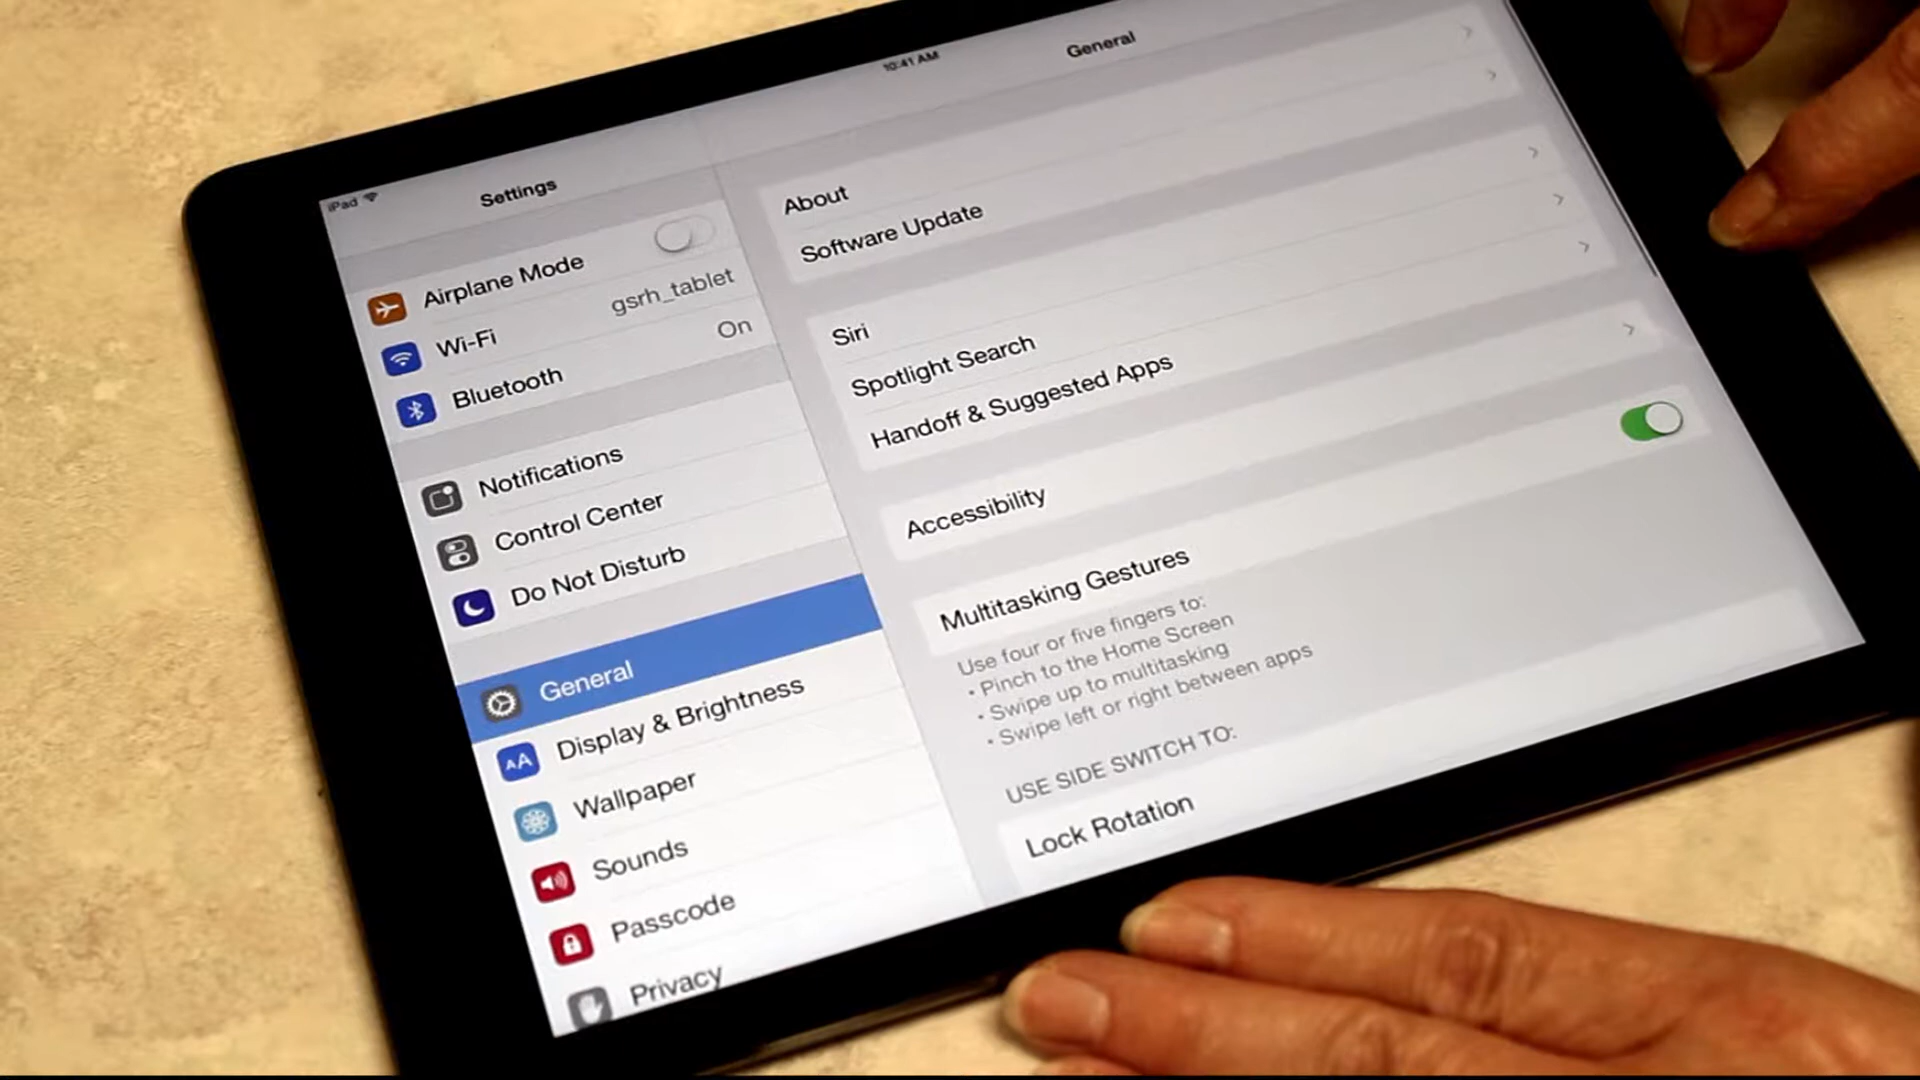 iPad
10:41 AM
Settings
Airplane Mode
Wi-Fi gsrh_tablet
Bluetooth On
Notifications
Control Center
Do Not Disturb
General
Display & Brightness
Wallpaper
Sounds
Passcode
Privacy
General
About
Software Update
Siri
Spotlight Search
Handoff & Suggested Apps
Accessibility
Multitasking Gestures
Use four or five fingers to:
• Pinch to the Home Screen
• Swipe up to multitasking
• Swipe left or right between apps
USE SIDE SWITCH TO:
Lock Rotation